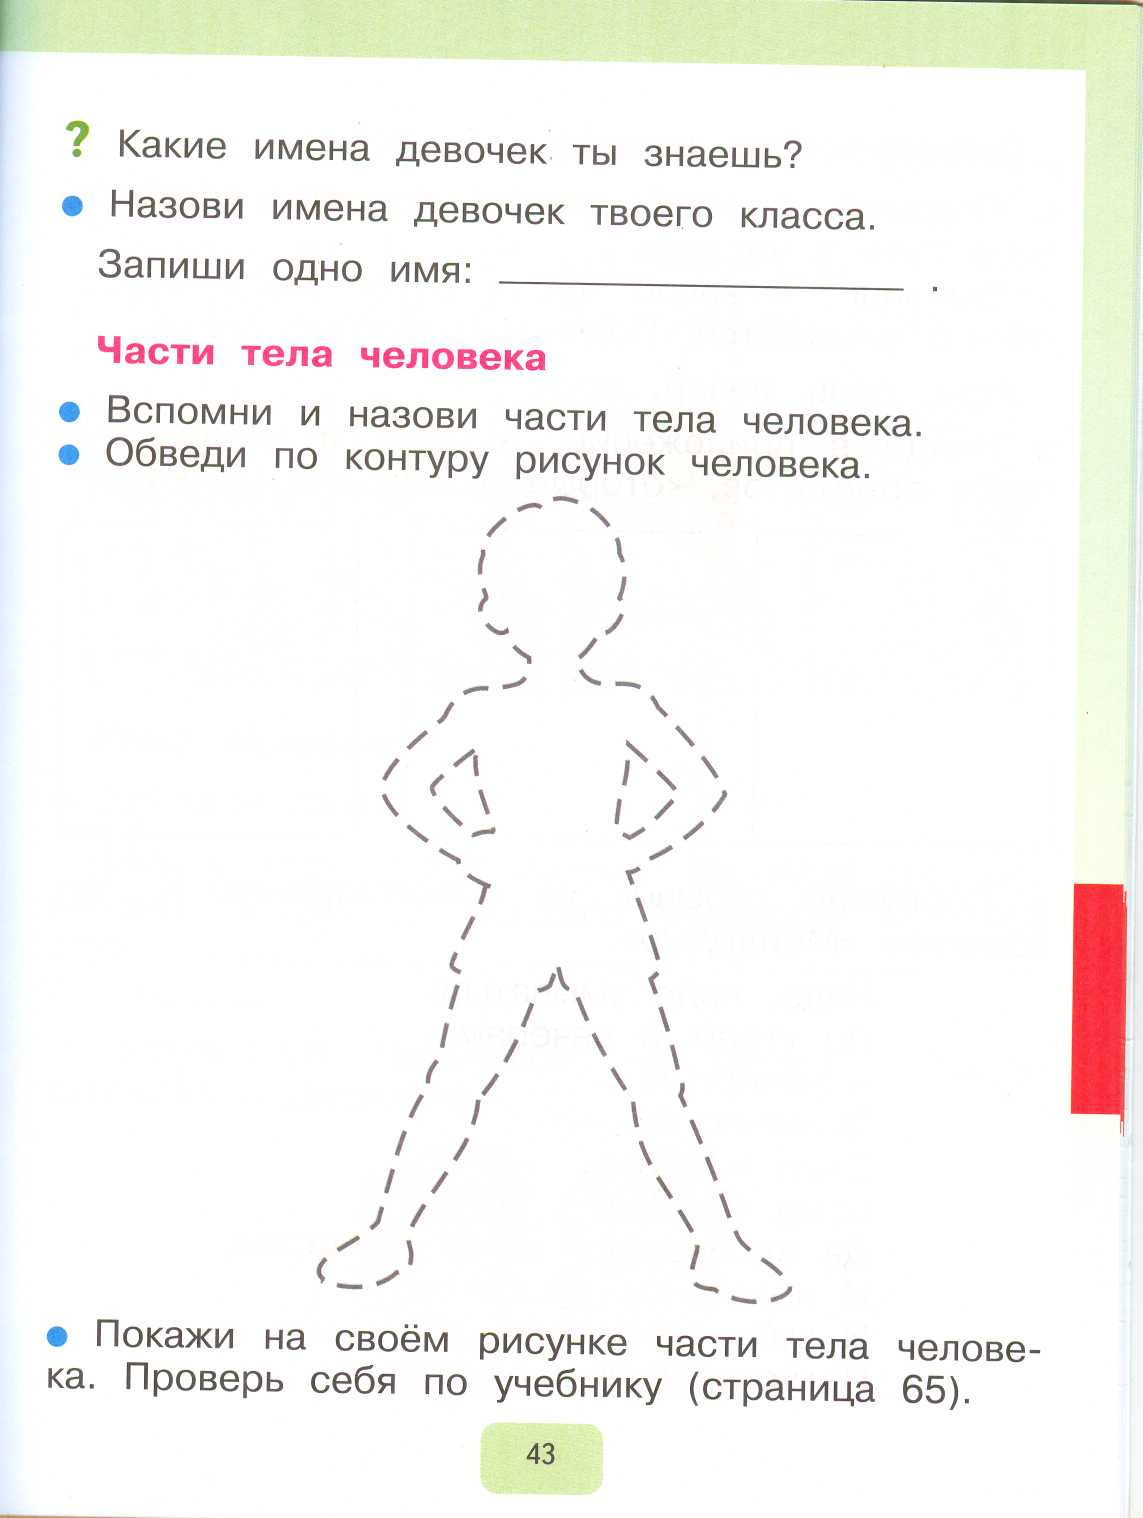 ? Какие имена девочек ты знаешь?
Назови имена девочек твоего класса.
Запиши одно имя: ____________________ .
Части тела человека
Вспомни и назови части тела человека.
Обведи по контуру рисунок человека.
Покажи на своём рисунке части тела челове-
ка. Проверь себя по учебнику (страница 65).
43